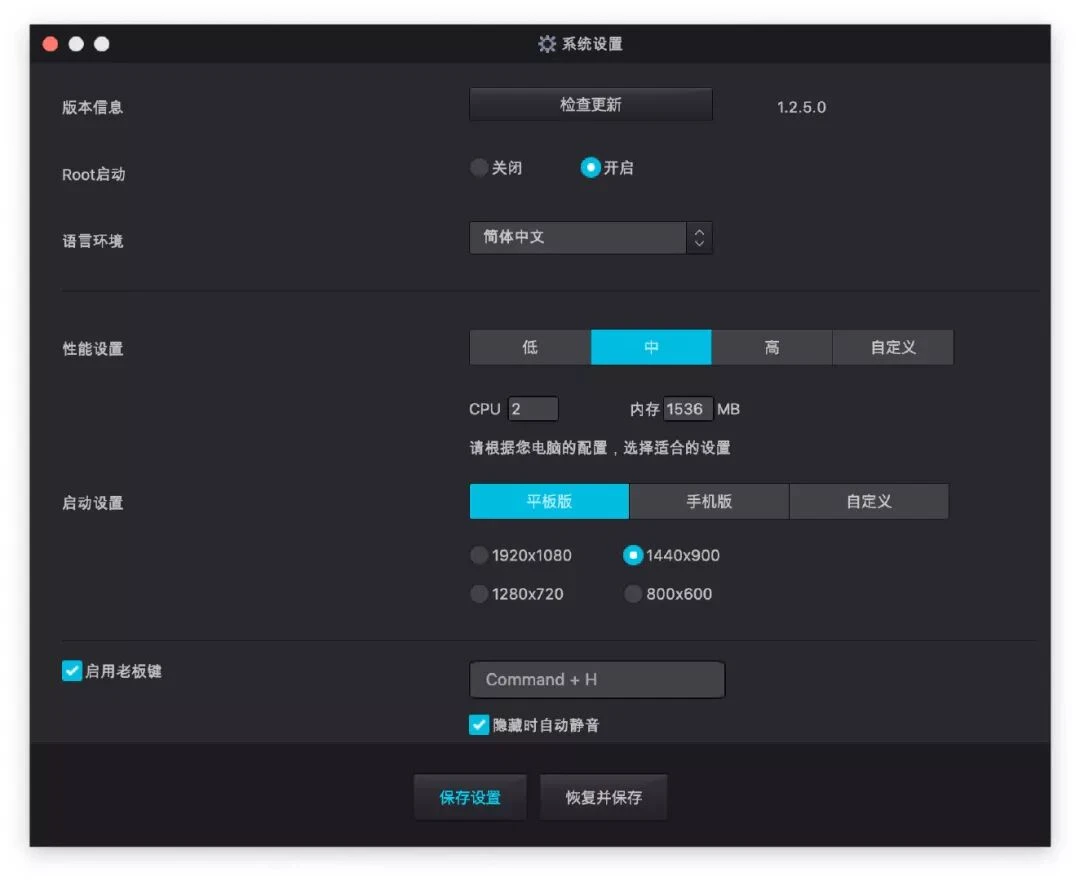 系统设置
版本信息 检查更新 1.2.5.0
Root启动 关闭 开启
语言环境 简体中文
性能设置 低 中 高 自定义
CPU 2 内存 1536 MB
请根据您电脑的配置，选择适合的设置
启动设置 平板版 手机版 自定义
1920x1080 1440x900
1280x720 800x600
启用老板键 Command + H
隐藏时自动静音
保存设置 恢复并保存